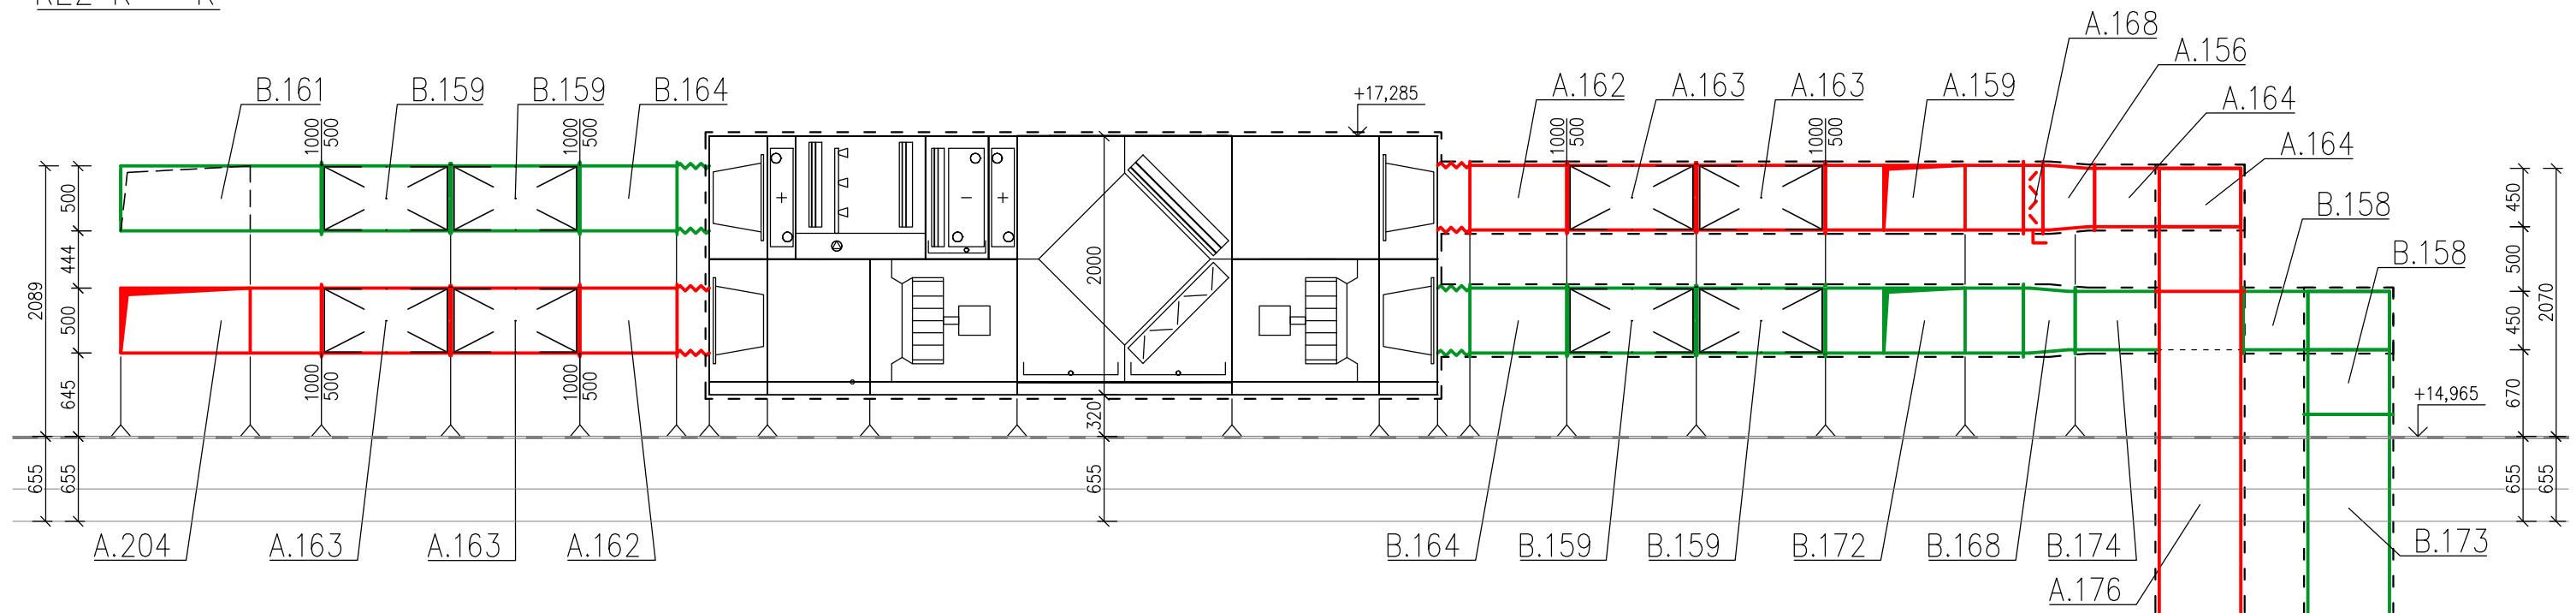 A.168
A.156
B.161
B.159
B.159
B.164
+17,285
A.162
A.163
A.163
A.159
A.164
A.164
B.158
B.158
1000
500
1000
500
1000
500
1000
500
500
444
500
645
2089
655
655
+
+
−
+
2000
320
655
450
500
450
670
2070
655
655
+14,965
1000
500
1000
500
A.204
A.163
A.163
A.162
B.164
B.159
B.159
B.172
B.168
B.174
B.173
A.176